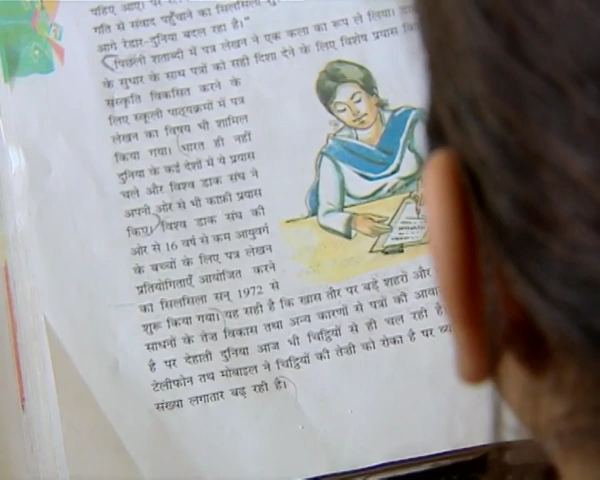 गति से संवाद पहुँचाने का सिलसिला
आगे रेडार-दुनिया बदल रहा है।"
(पिछली शताब्दी में पत्र लेखन ने एक कला का रूप ले लिया।
के सुधार के साथ पत्रों को सही दिशा देने के लिए विशेष प्रयास
संस्कृति विकसित करने के
लिए स्कूली पाठ्यक्रमों में पत्र
लेखन का विषय भी शामिल
किया गया। भारत ही नहीं
दुनिया के कई देशों में ये प्रयास
चले और विश्व डाक संघ ने
अपनी ओर से भी काफ़ी प्रयास
किए। विश्व डाक संघ की
ओर से 16 वर्ष से कम आयुवर्ग
के बच्चों के लिए पत्र लेखन
प्रतियोगिताएँ आयोजित करने
का सिलसिला सन् 1972 से
शुरू किया गया। यह सही है कि खास तौर पर बड़े शहरों और
साधनों के तेज विकास तथा अन्य कारणों से पत्रों की
है पर देहाती दुनिया आज भी चिट्ठियों से ही चल रही है
टेलीफोन तथ मोबाइल ने चिट्ठियों की तेज़ी को रोका है पर
संख्या लगातार बढ़ रही है।